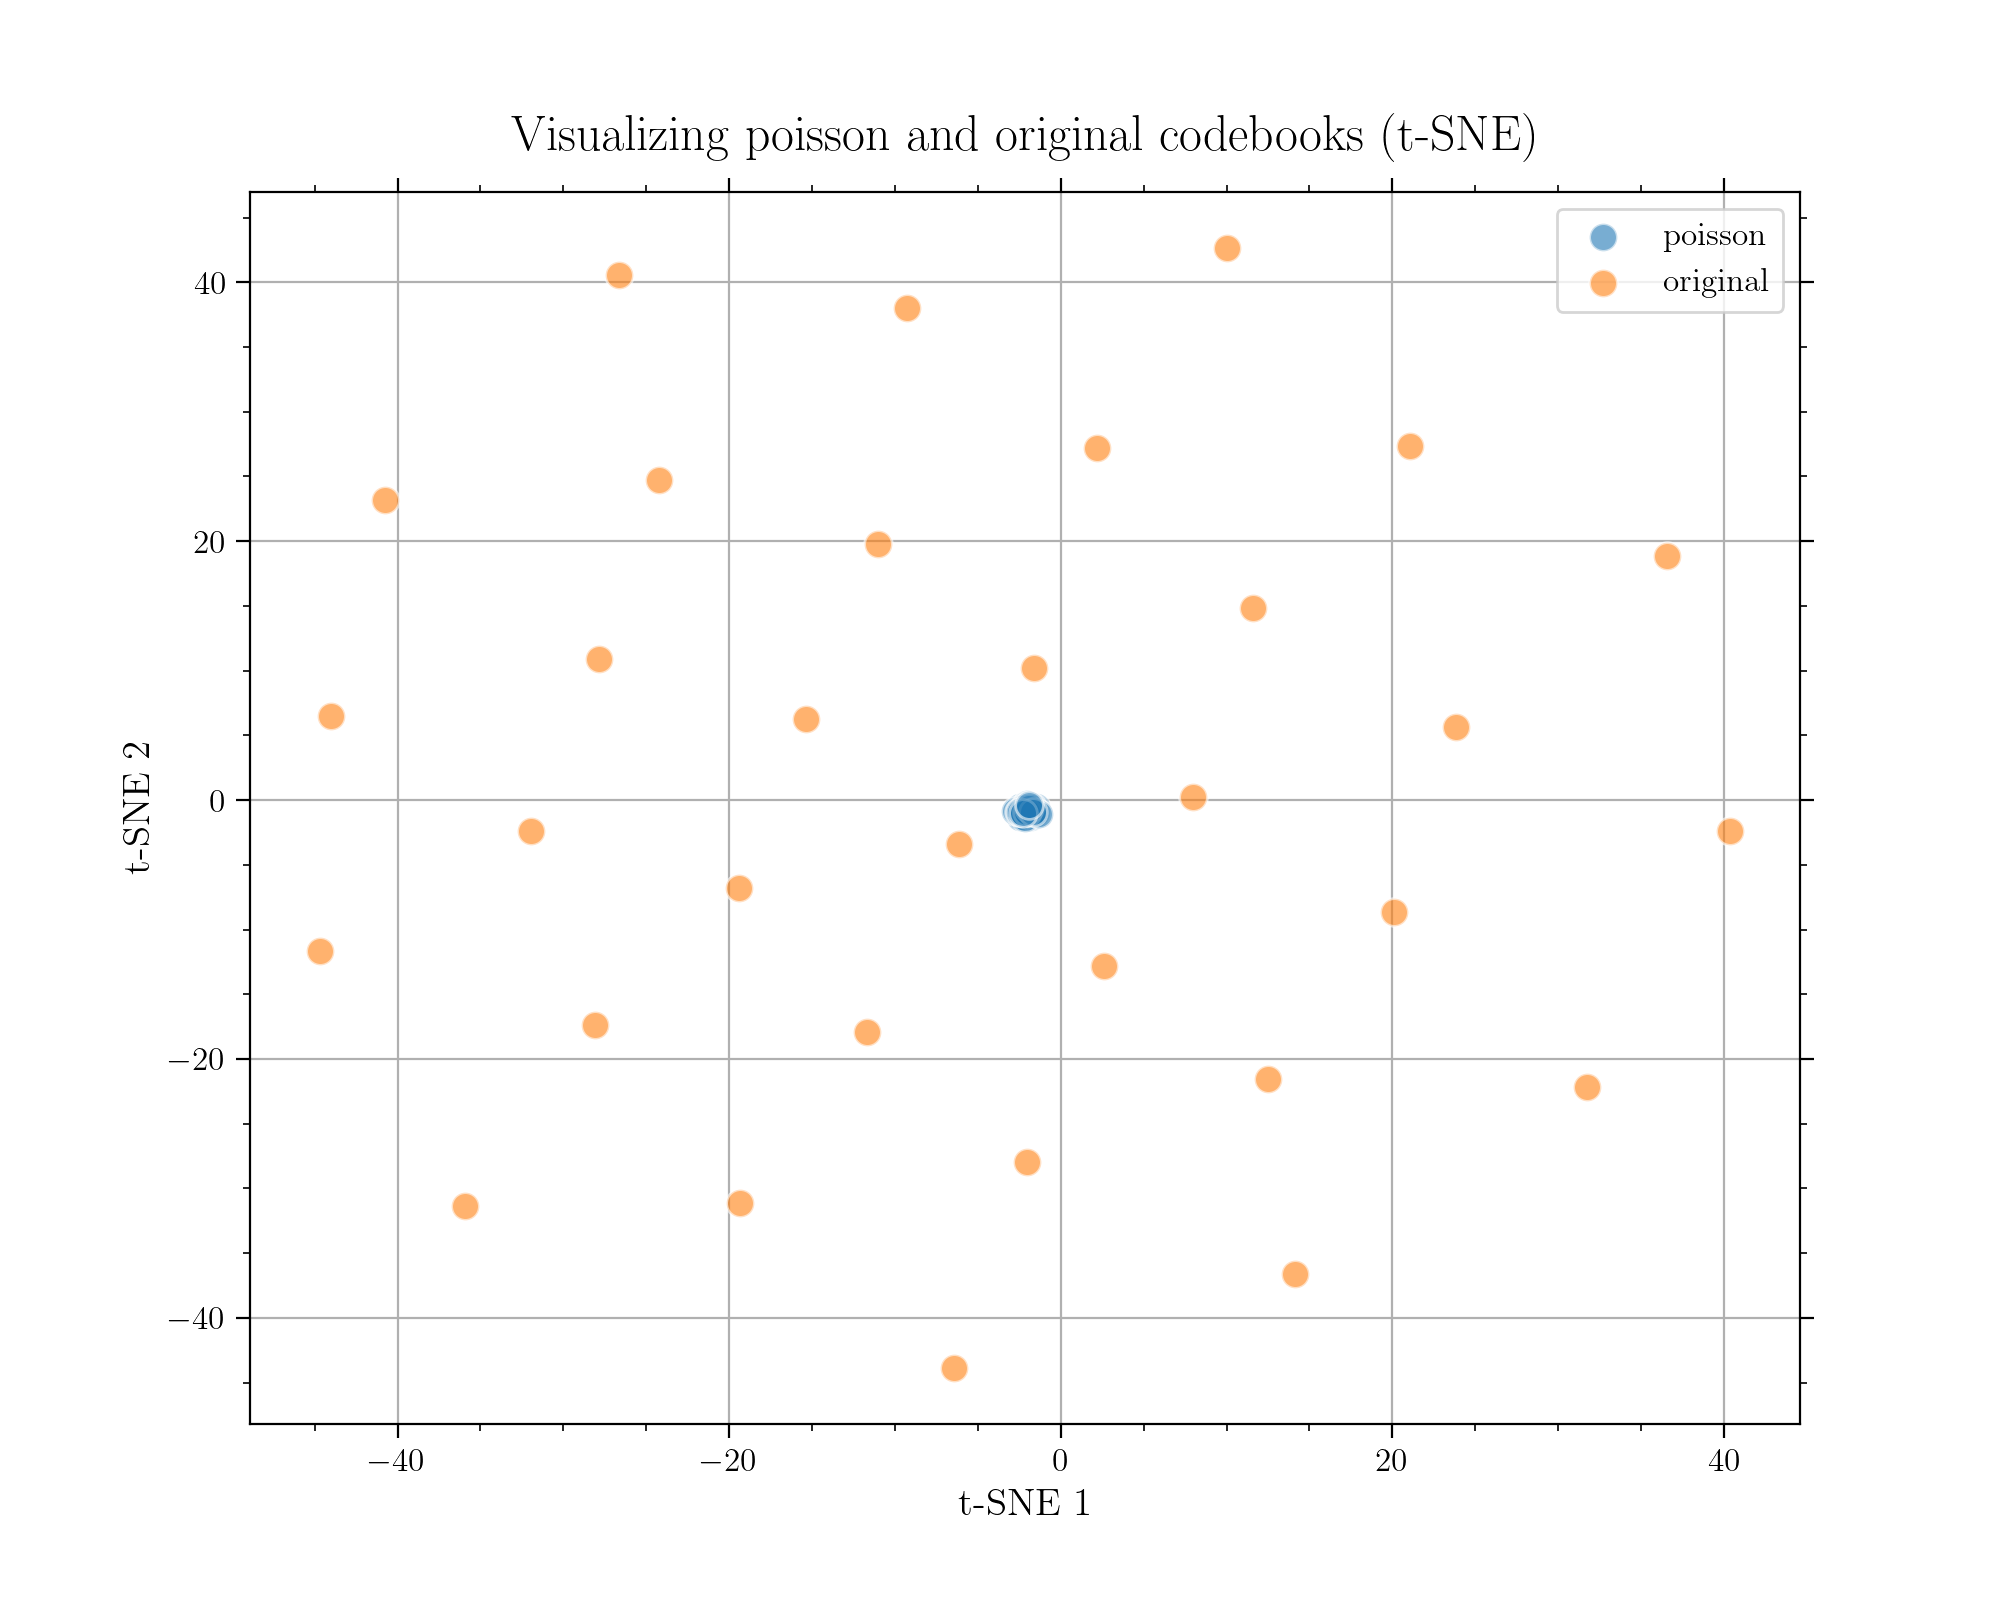 Visualizing poisson and original codebooks (t-SNE)
poisson
original
40
20
0
−20
−40
t-SNE 2
−40 −20 0 20 40
t-SNE 1